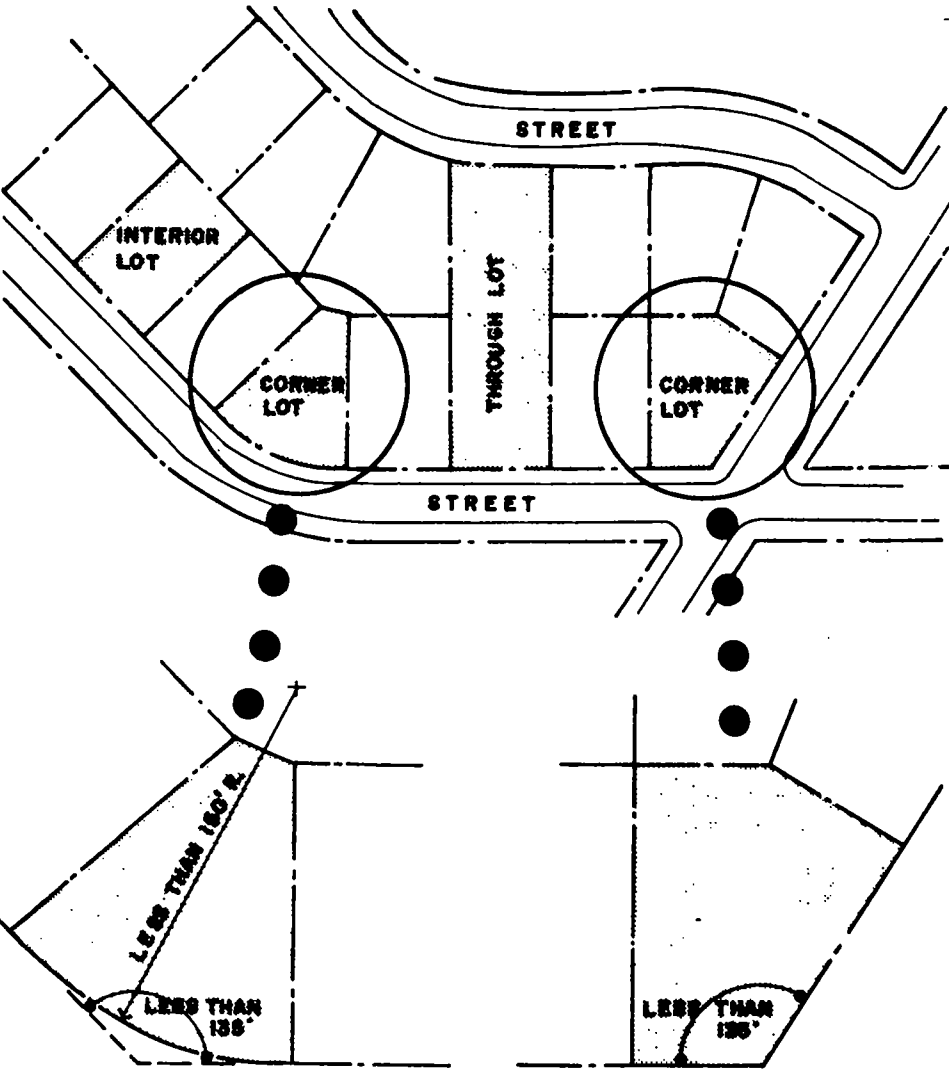 STREET
INTERIOR
LOT
THROUGH LOT
CORNER
LOT
CORNER
LOT
STREET
LESS THAN 150' R.
LESS THAN
135°
LESS THAN
135°